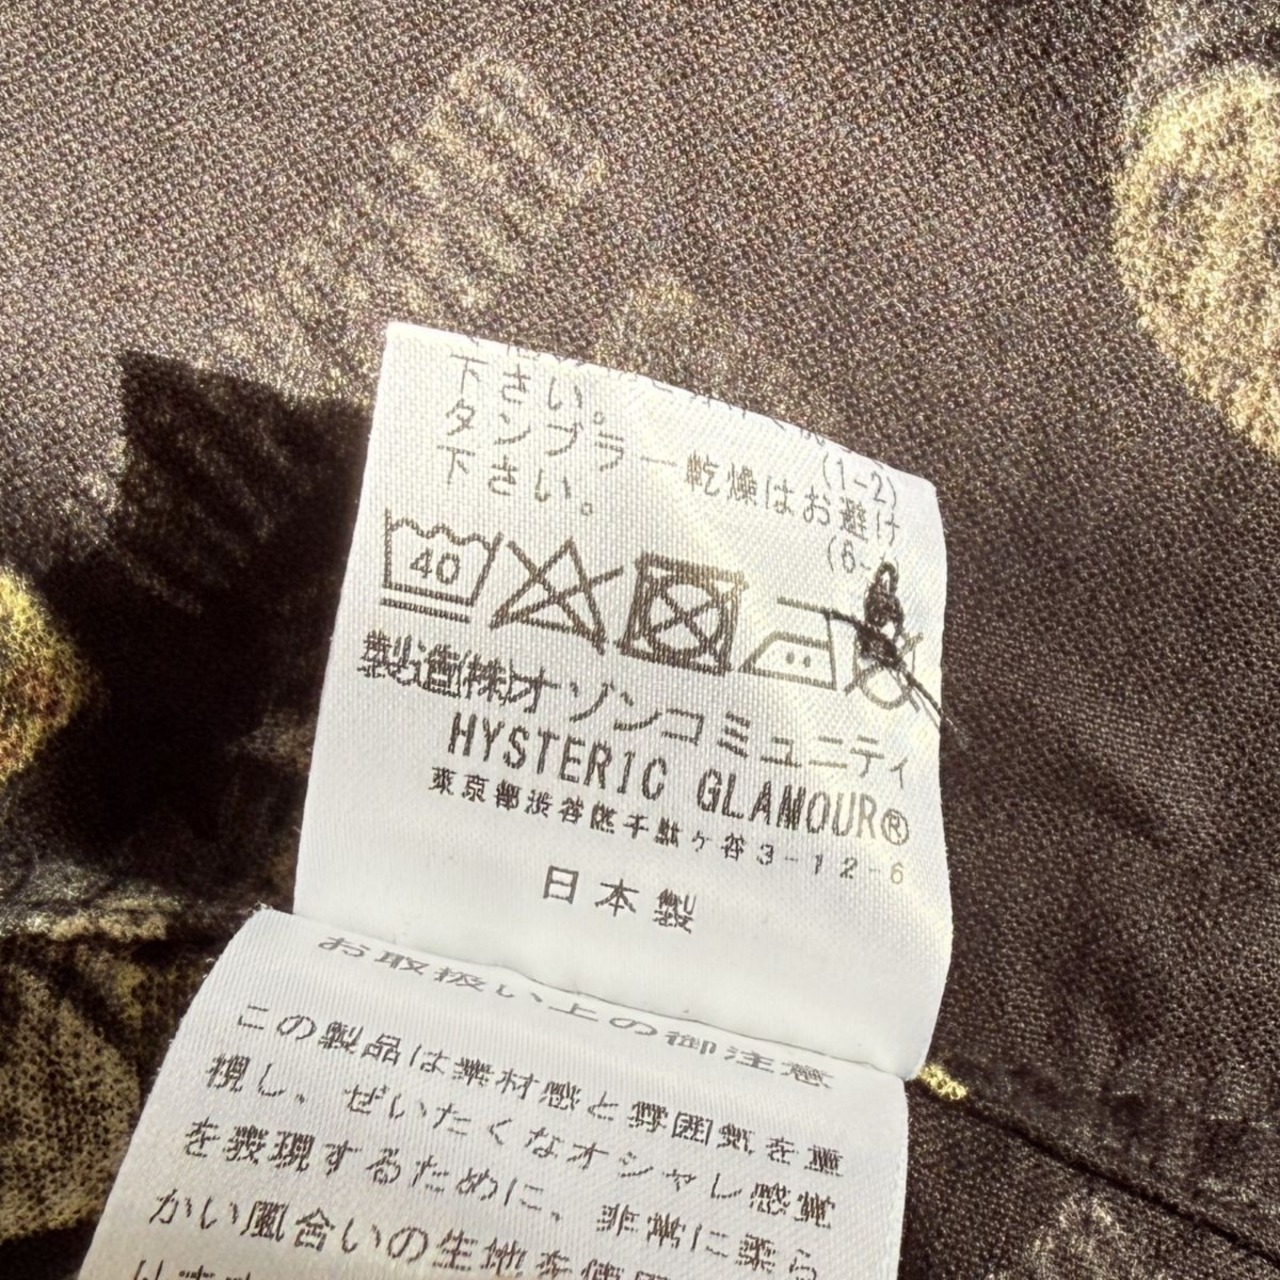 下さい。 (1-2)
タンブラー乾燥はお避け
下さい。 (6-
40
製造(株)オゾンコミュニティ
HYSTERIC GLAMOUR®
東京都渋谷区千駄ヶ谷3-12-6
日本製
お取扱い上の御注意
この製品は素材感と雰囲気を重
視し、ぜいたくなオシャレ感覚
を表現するために、非常に柔ら
かい風合いの生地を使用